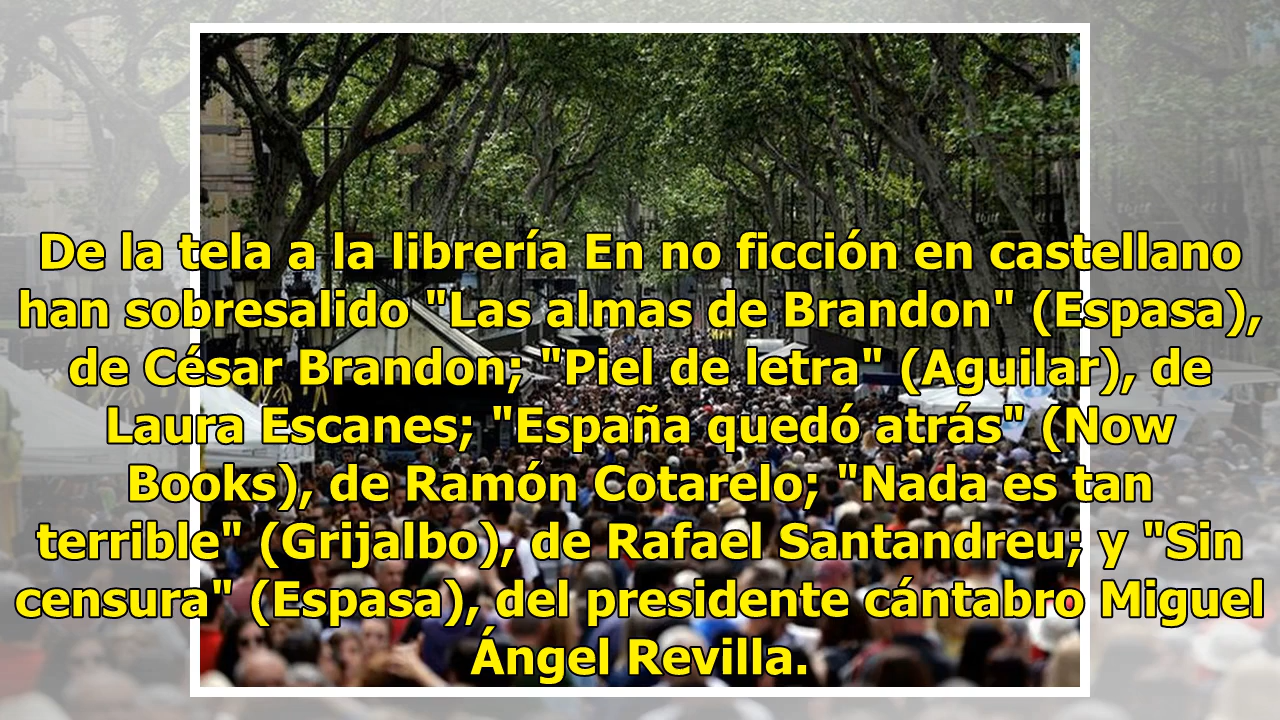 De la tela a la librería En no ficción en castellano
han sobresalido "Las almas de Brandon" (Espasa),
de César Brandon; "Piel de letra" (Aguilar), de
Laura Escanes; "España quedó atrás" (Now
Books), de Ramón Cotarelo; "Nada es tan
terrible" (Grijalbo), de Rafael Santandreu; y "Sin
censura" (Espasa), del presidente cántabro Miguel
Ángel Revilla.